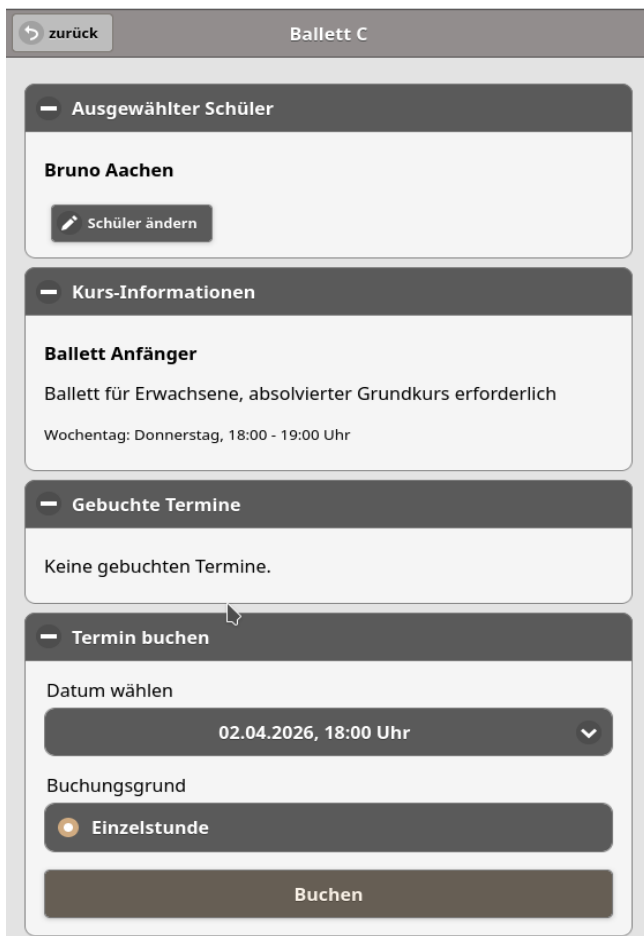 zurück
Ballett C
Ausgewählter Schüler
Bruno Aachen
Schüler ändern
Kurs-Informationen
Ballett Anfänger
Ballett für Erwachsene, absolvierter Grundkurs erforderlich
Wochentag: Donnerstag, 18:00 - 19:00 Uhr
Gebuchte Termine
Keine gebuchten Termine.
Termin buchen
Datum wählen
02.04.2026, 18:00 Uhr
Buchungsgrund
Einzelstunde
Buchen